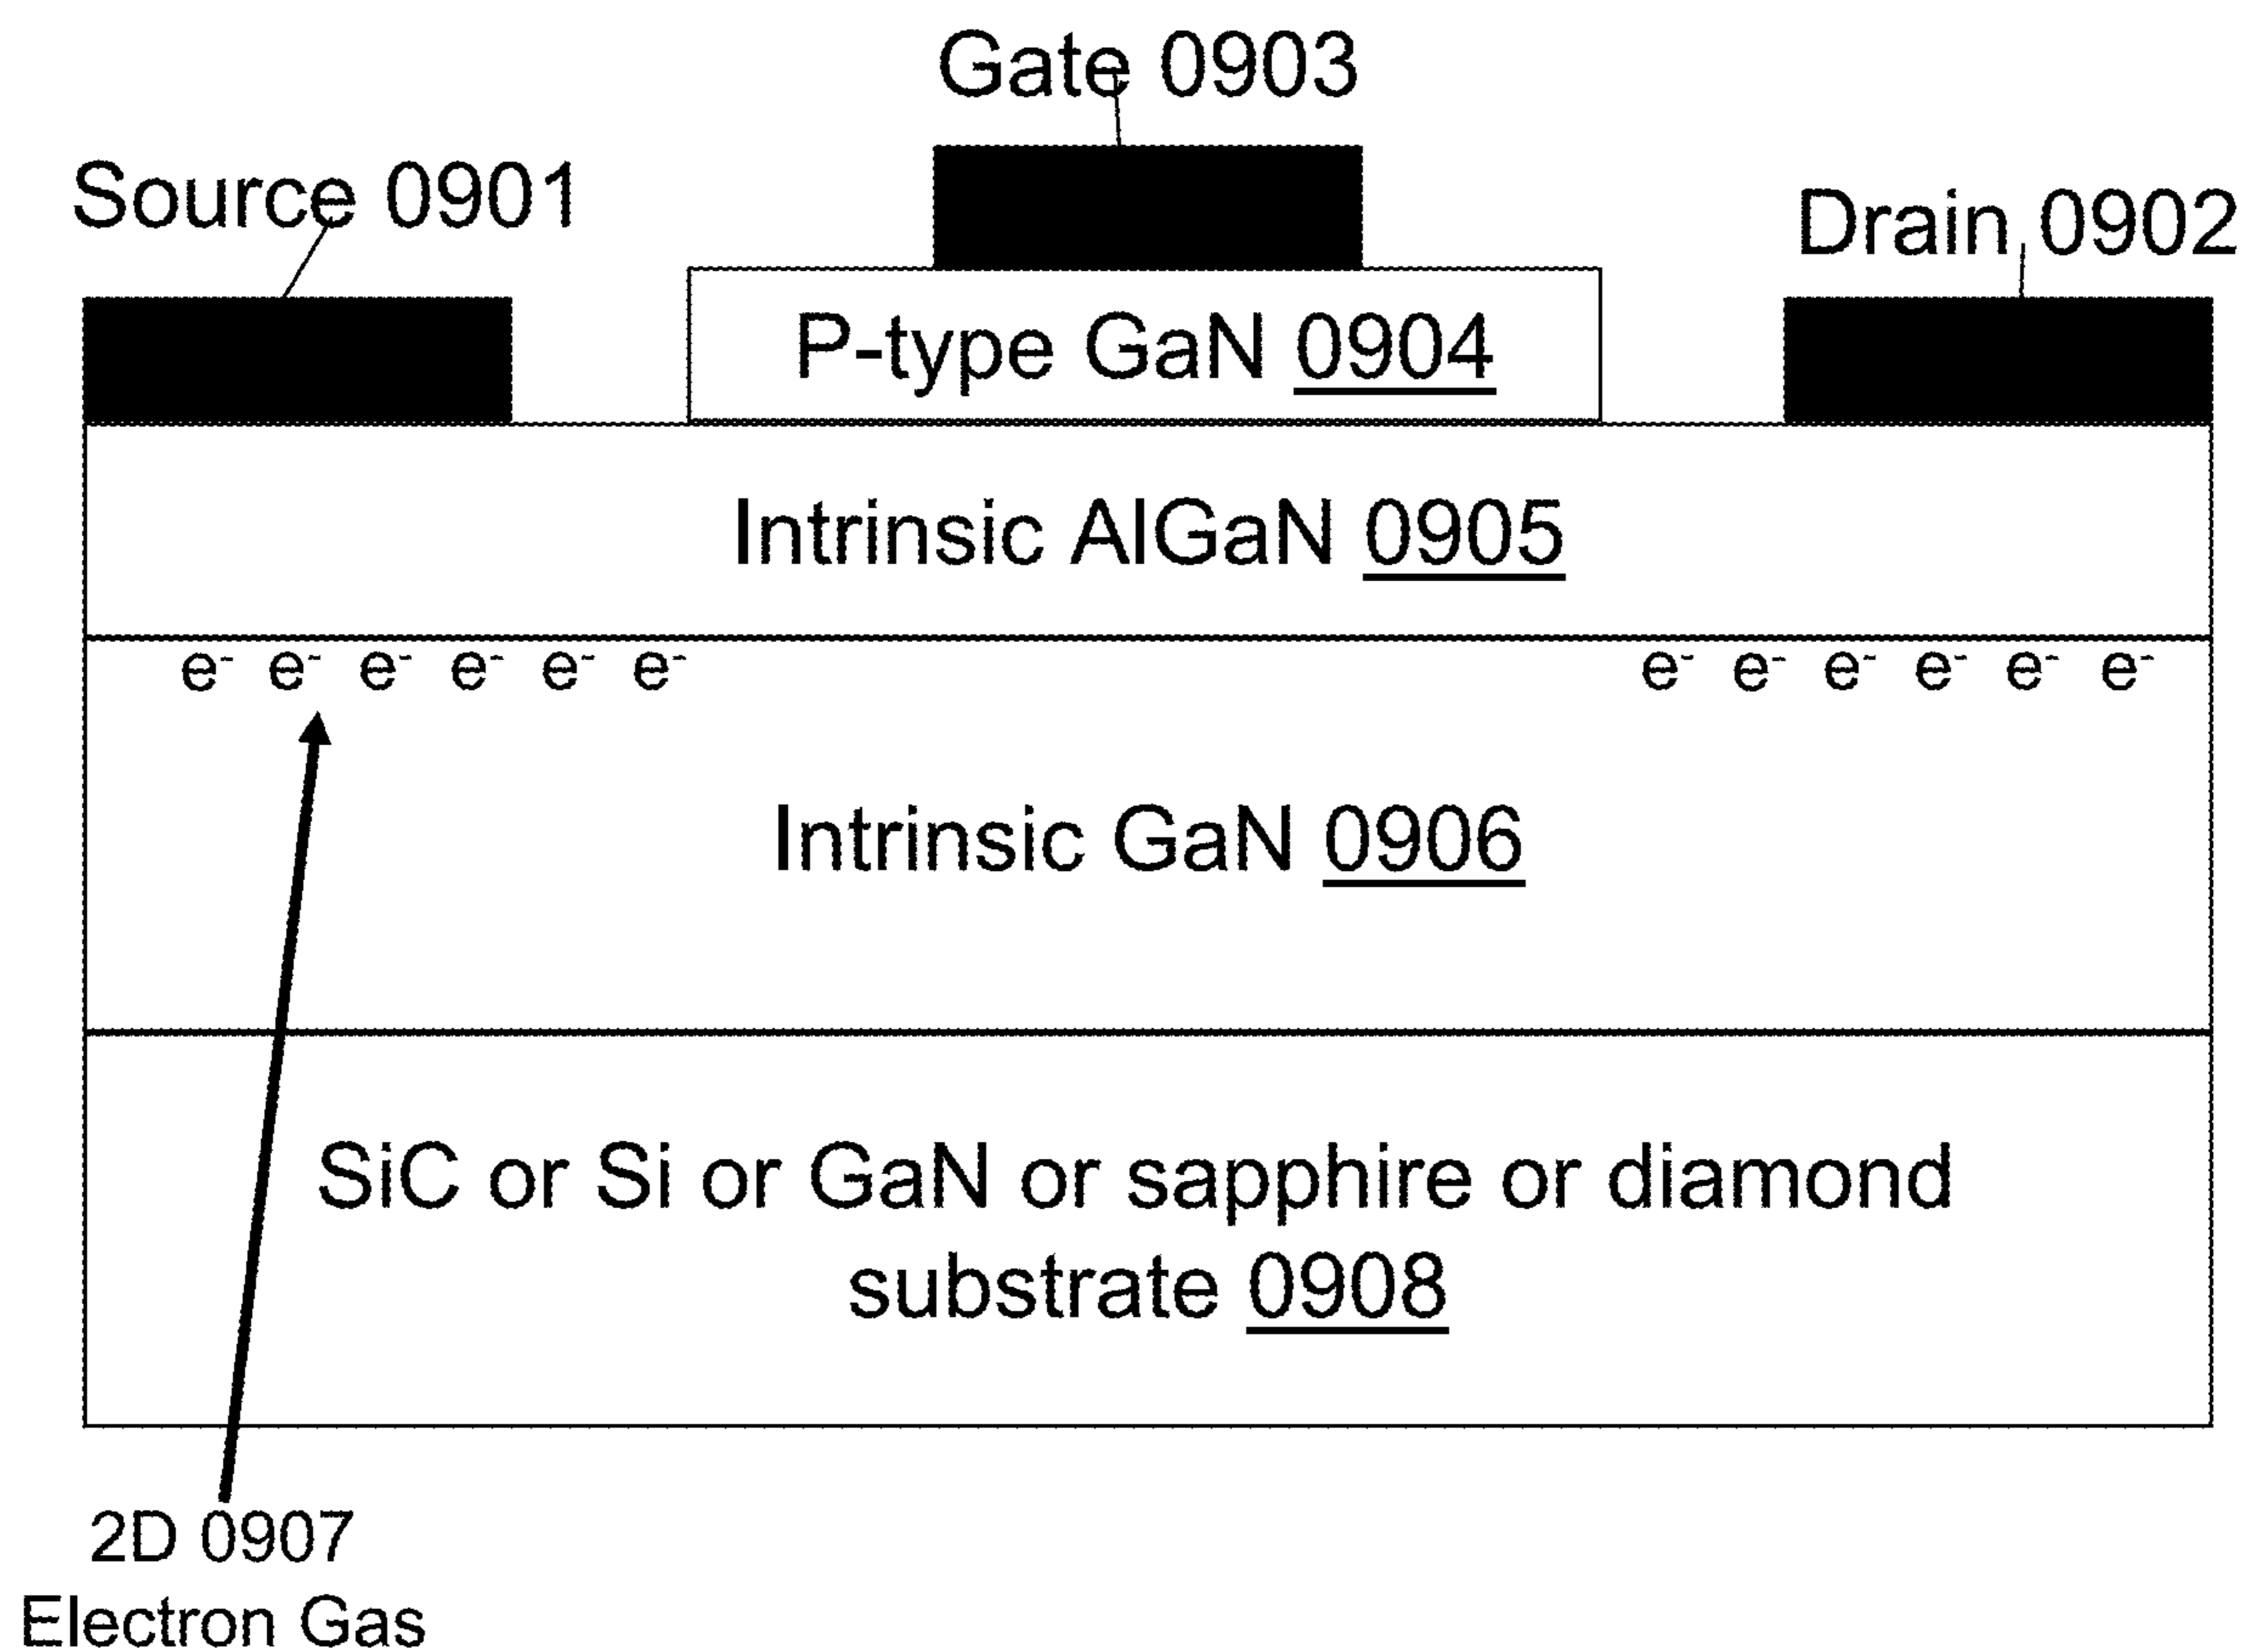 Gate 0903
Source 0901
Drain 0902
P-type GaN 0904
Intrinsic AlGaN 0905
e- e- e- e- e- e- e- e- e- e- e- e-
Intrinsic GaN 0906
SiC or Si or GaN or sapphire or diamond
substrate 0908
2D 0907
Electron Gas